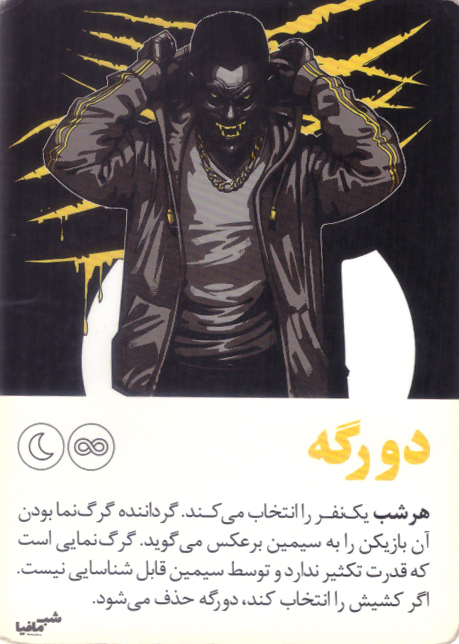 دورگه
هر شب یک‌نفر را انتخاب می‌کند. گرداننده گرگ‌نما بودن
آن بازیکن را به سیمین برعکس می‌گوید. گرگ‌نمایی است
که قدرت تکثیر ندارد و توسط سیمین قابل شناسایی نیست.
اگر کشیش را انتخاب کند، دورگه حذف می‌شود.
شب
مافیا